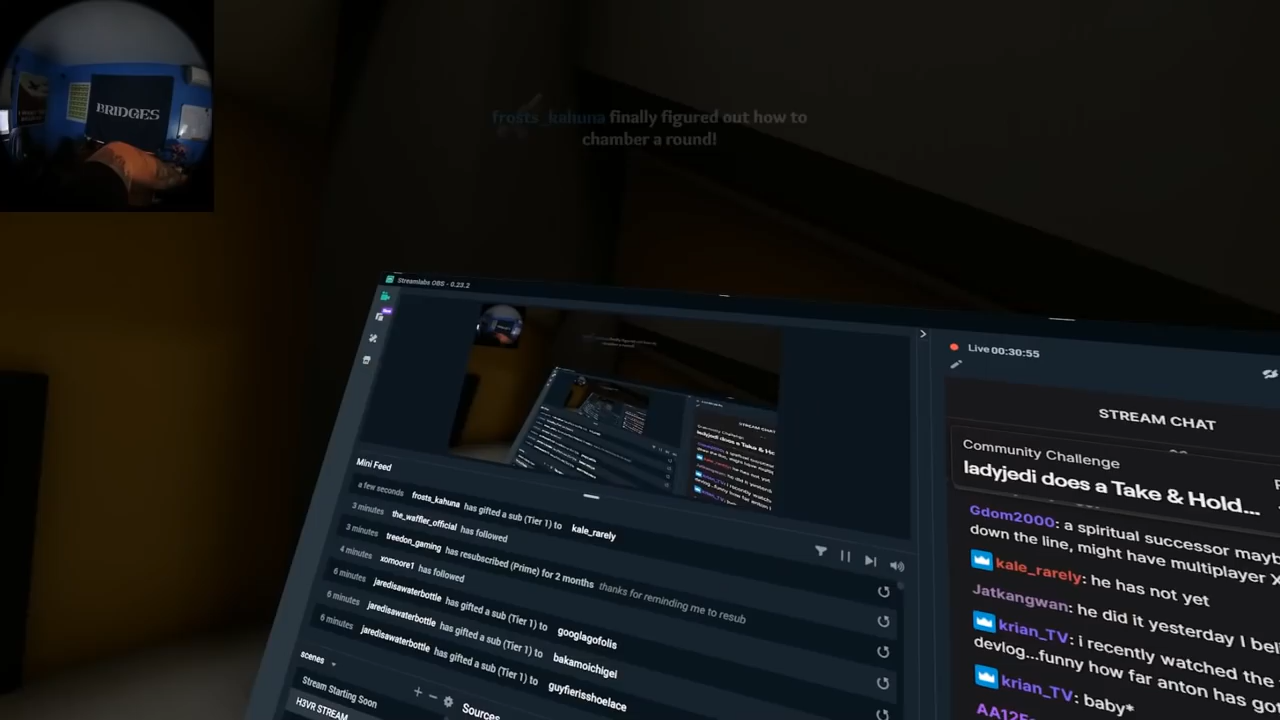 BRIDGES
frosts_kahuna finally figured out how to
chamber a round!
Streamlabs OBS - 0.23.2
Live 00:30:55
STREAM CHAT
Community Challenge
ladyjedi does a Take & Hold...
Gdom2000: a spiritual successor mayb
down the line, might have multiplayer X
kale_rarely: he has not yet
Jatkangwan: he did it yesterday I beli
krian_TV: i recently watched the
devlog...funny how far anton has go
krian_TV: baby*
Mini Feed
a few seconds frosts_kahuna has gifted a sub (Tier 1) to kale_rarely
3 minutes the_waffler_official has followed
3 minutes treedon_gaming has resubscribed (Prime) for 2 months thanks for reminding me to resub
4 minutes xomoore1 has followed
6 minutes jaredisawaterbottle has gifted a sub (Tier 1) to googlagofolis
6 minutes jaredisawaterbottle has gifted a sub (Tier 1) to bakamoichigel
6 minutes jaredisawaterbottle has gifted a sub (Tier 1) to guyfierisshoelace
scenes
Stream Starting Soon
H3VR STREAM
Sources